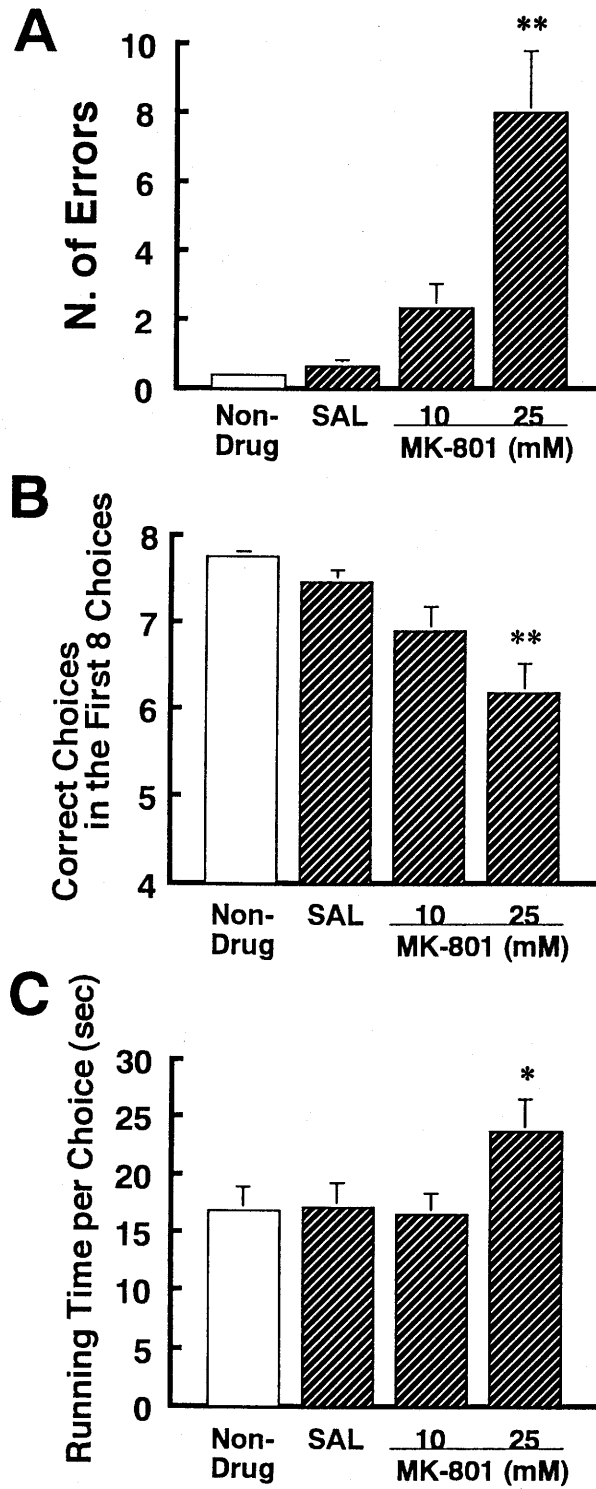 A
N. of Errors
**
10
8
6
4
2
0
Non-
Drug
SAL
10
25
MK-801 (mM)
B
Correct Choices
in the First 8 Choices
8
7
6
5
4
**
Non-
Drug
SAL
10
25
MK-801 (mM)
C
Running Time per Choice (sec)
30
25
20
15
10
5
0
*
Non-
Drug
SAL
10
25
MK-801 (mM)